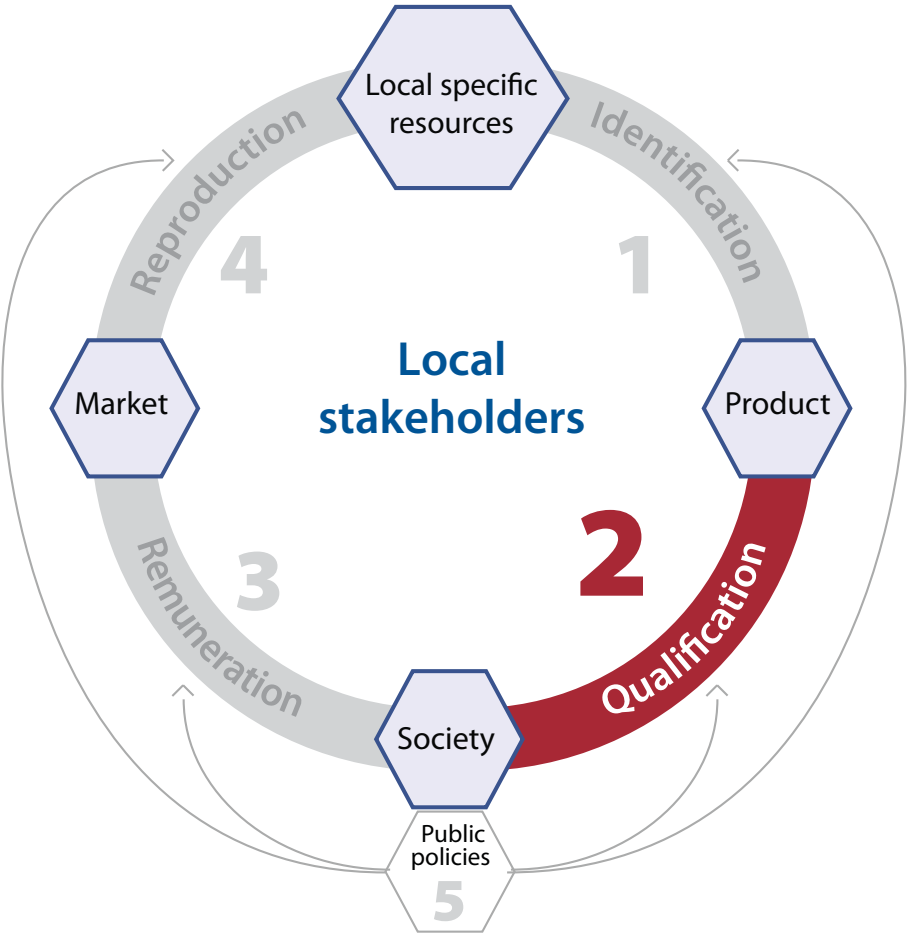 Local specific
resources
Identification
1
Product
2
Qualification
Society
3
Remuneration
Market
4
Reproduction
Local
stakeholders
Public
policies
5